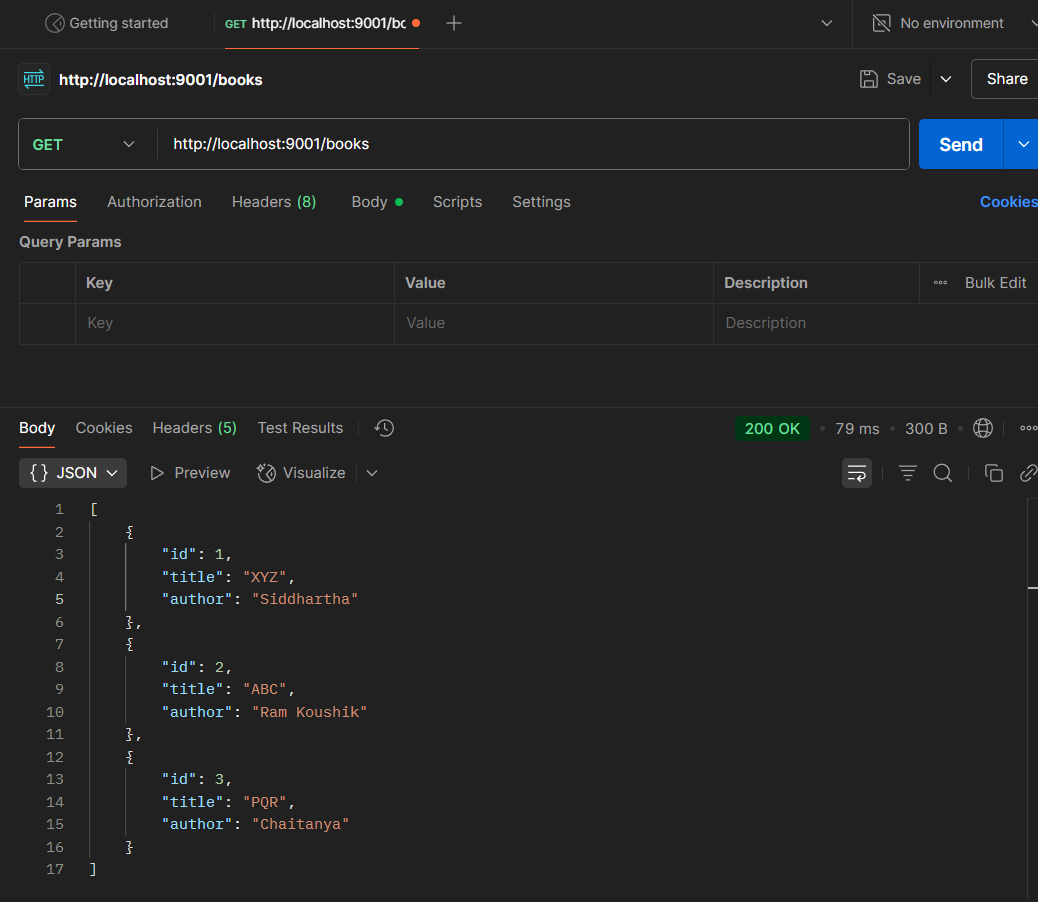 Getting started
GET http://localhost:9001/bo
No environment
HTTP
http://localhost:9001/books
Save
Share
GET
http://localhost:9001/books
Send
Params Authorization Headers (8) Body Scripts Settings Cookies
Query Params
Key Value Description Bulk Edit
Key Value Description
Body Cookies Headers (5) Test Results 200 OK 79 ms 300 B
{} JSON Preview Visualize
1 [
2 {
3 "id": 1,
4 "title": "XYZ",
5 "author": "Siddhartha"
6 },
7 {
8 "id": 2,
9 "title": "ABC",
10 "author": "Ram Koushik"
11 },
12 {
13 "id": 3,
14 "title": "PQR",
15 "author": "Chaitanya"
16 }
17 ]